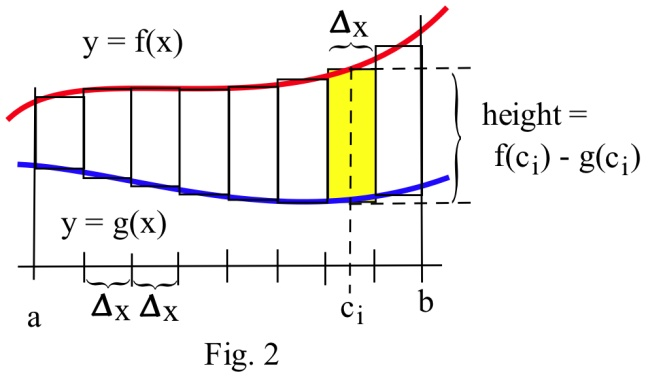 Δx
y = f(x)
height =
f(cᵢ) - g(cᵢ)
y = g(x)
a
Δx Δx
cᵢ
b
Fig. 2